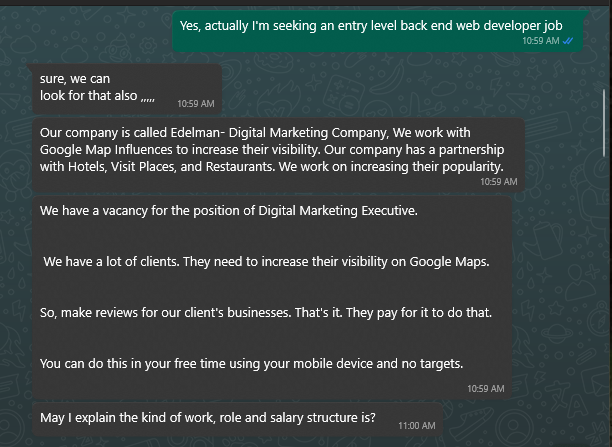 Yes, actually I'm seeking an entry level back end web developer job
10:59 AM
sure, we can
look for that also ,,,,,
10:59 AM
Our company is called Edelman- Digital Marketing Company, We work with
Google Map Influences to increase their visibility. Our company has a partnership
with Hotels, Visit Places, and Restaurants. We work on increasing their popularity.
10:59 AM
We have a vacancy for the position of Digital Marketing Executive.
We have a lot of clients. They need to increase their visibility on Google Maps.
So, make reviews for our client's businesses. That's it. They pay for it to do that.
You can do this in your free time using your mobile device and no targets.
10:59 AM
May I explain the kind of work, role and salary structure is?
11:00 AM